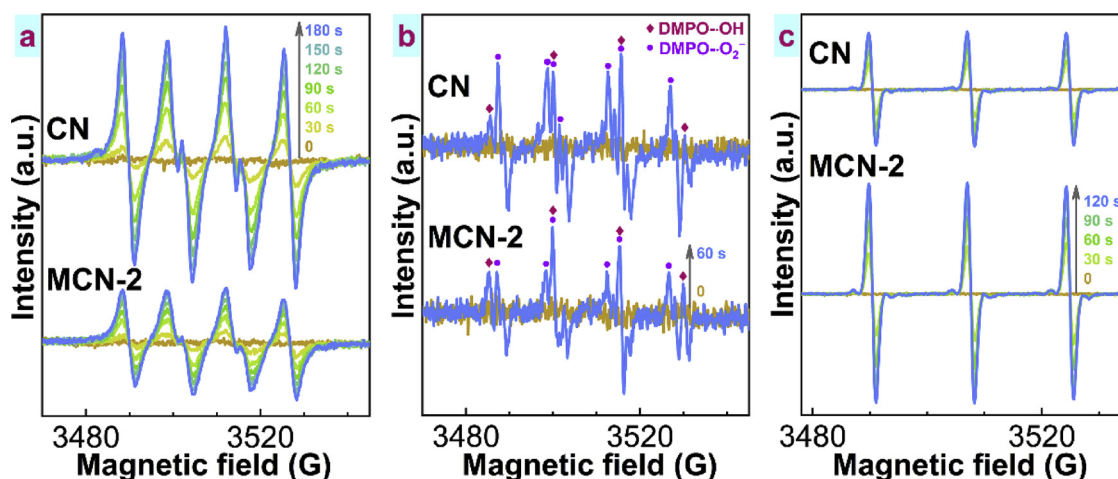 a
180 s
150 s
120 s
90 s
60 s
30 s
0
CN
MCN-2
Intensity (a.u.)
3480
3520
Magnetic field (G)
b
♦ DMPO-·OH
● DMPO-·O₂⁻
CN
MCN-2
60 s
0
Intensity (a.u.)
3480
3520
Magnetic field (G)
c
CN
MCN-2
120 s
90 s
60 s
30 s
0
Intensity (a.u.)
3480
3520
Magnetic field (G)